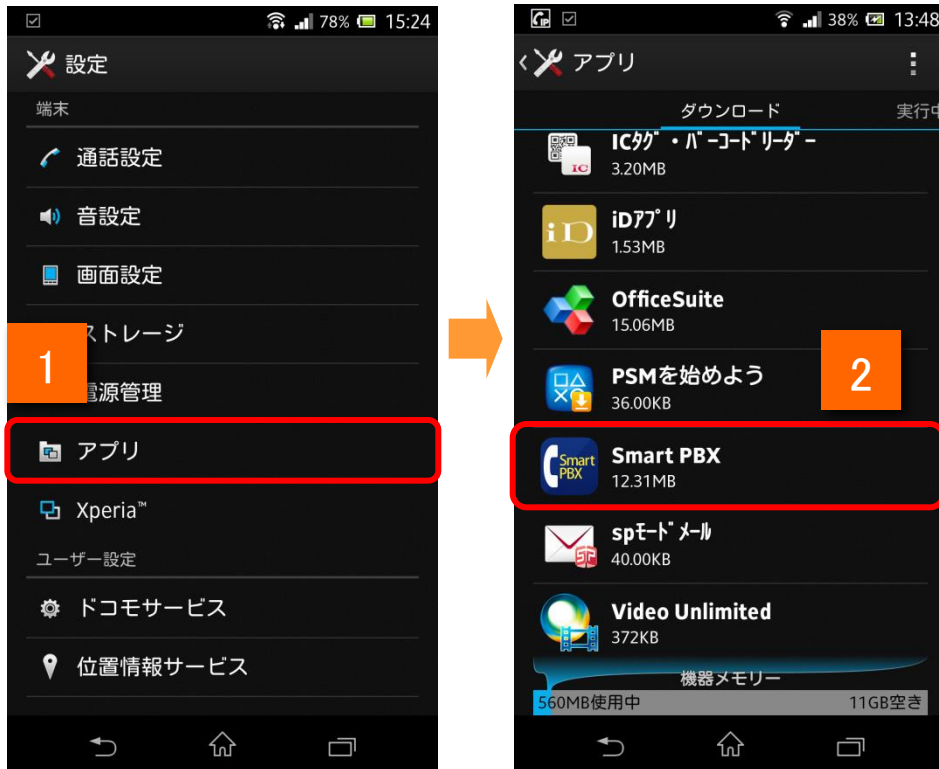 78% 15:24
設定
端末
通話設定
音設定
画面設定
ストレージ
1
電源管理
アプリ
Xperia™
ユーザー設定
ドコモサービス
位置情報サービス
38% 13:48
アプリ
ダウンロード 実行中
ICﾀｸﾞ・ﾊﾞｰｺｰﾄﾞﾘｰﾀﾞｰ
IC
3.20MB
iD
iDｱﾌﾟﾘ
1.53MB
OfficeSuite
15.06MB
PSMを始めよう
2
36.00KB
Smart PBX
Smart PBX
12.31MB
spﾓｰﾄﾞﾒｰﾙ
40.00KB
Video Unlimited
372KB
機器メモリー
560MB使用中 11GB空き